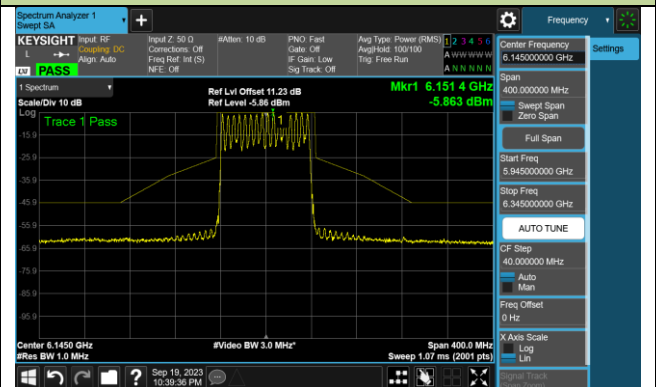 Spectrum Analyzer 1
Swept SA
Frequency
KEYSIGHT
L
PASS
Input: RF
Coupling: DC
Align: Auto
Input Z: 50 Ω
Corrections: Off
Freq Ref: Int (S)
NFE: Off
#Atten: 10 dB
PNO: Fast
Gate: Off
IF Gain: Low
Sig Track: Off
Avg Type: Power (RMS)
Avg|Hold: 100/100
Trig: Free Run
1 2 3 4 5 6
A W W W W W
A N N N N N
1 Spectrum
Scale/Div 10 dB
Ref Lvl Offset 11.23 dB
Ref Level -5.86 dBm
Mkr1 6.151 4 GHz
-5.863 dBm
Log
Trace 1 Pass
1
-15.9
-25.9
-35.9
-45.9
-55.9
-65.9
-75.9
-85.9
-95.9
Center 6.1450 GHz
#Res BW 1.0 MHz
#Video BW 3.0 MHz*
Span 400.0 MHz
Sweep 1.07 ms (2001 pts)
Center Frequency
6.145000000 GHz
Settings
Span
400.000000 MHz
Swept Span
Zero Span
Full Span
Start Freq
5.945000000 GHz
Stop Freq
6.345000000 GHz
AUTO TUNE
CF Step
40.000000 MHz
Auto
Man
Freq Offset
0 Hz
X Axis Scale
Log
Lin
Signal Track
(Span Zoom)
?
Sep 19, 2023
10:39:36 PM